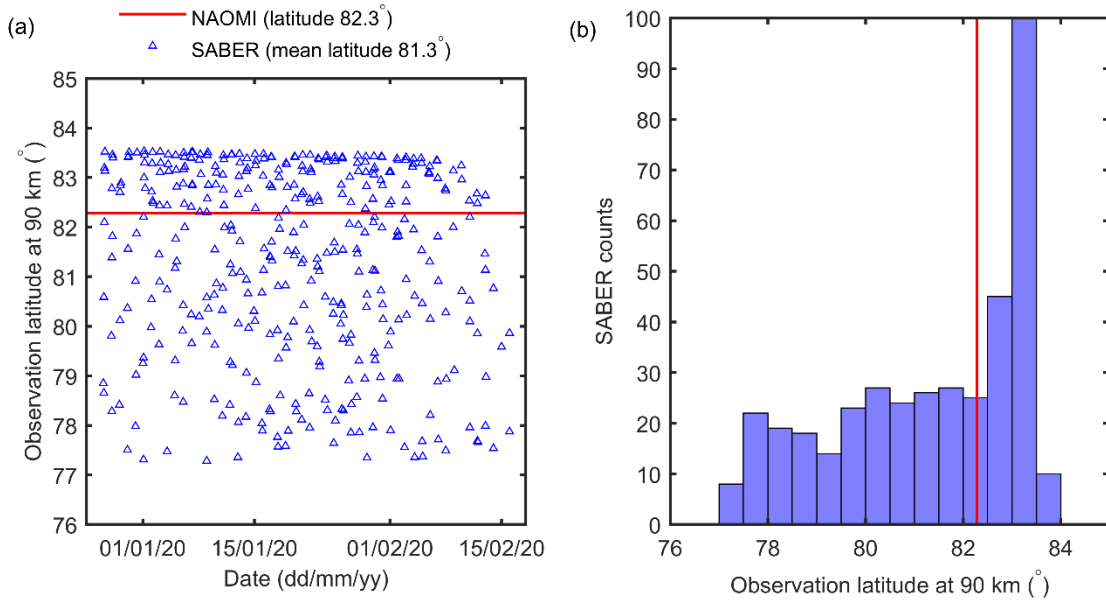 (a)
NAOMI (latitude 82.3°)
SABER (mean latitude 81.3°)
85
84
83
82
81
80
79
78
77
76
Observation latitude at 90 km (°)
01/01/20 15/01/20 01/02/20 15/02/20
Date (dd/mm/yy)
(b)
100
90
80
70
60
50
40
30
20
10
0
SABER counts
76 78 80 82 84
Observation latitude at 90 km (°)